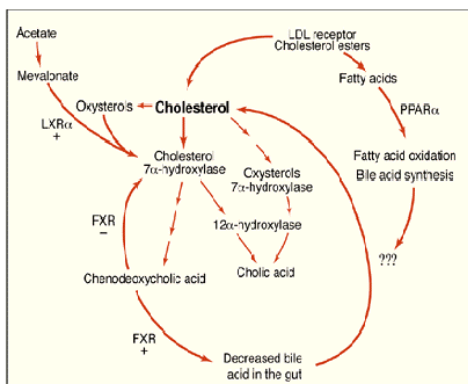 Acetate
Mevalonate
LXRα
+
Oxysterols
Cholesterol
LDL receptor
Cholesterol esters
Fatty acids
PPARα
Fatty acid oxidation
Bile acid synthesis
???
Cholesterol
7α-hydroxylase
Oxysterols
7α-hydroxylase
12α-hydroxylase
Cholic acid
FXR
−
Chenodeoxycholic acid
FXR
+
Decreased bile
acid in the gut